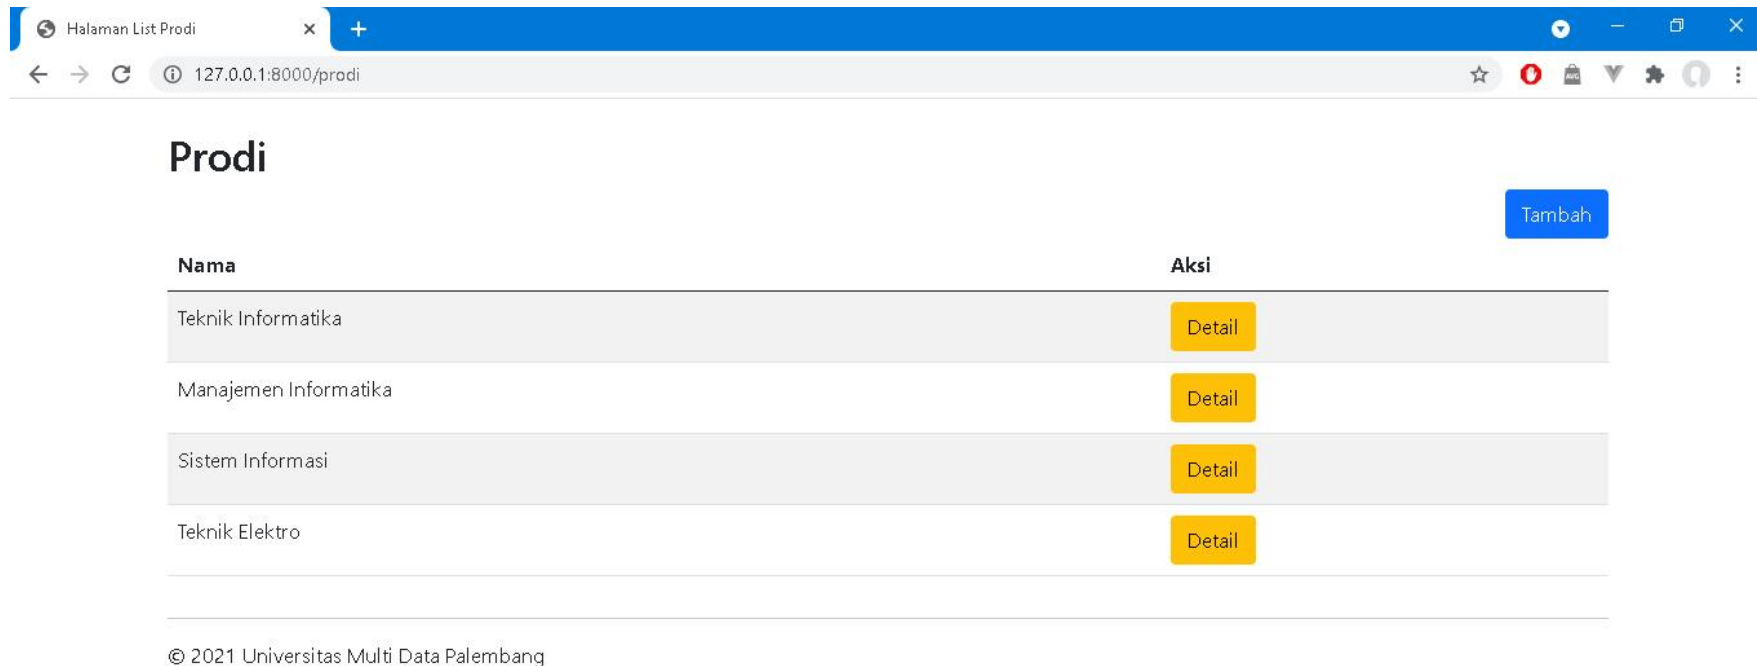 Halaman List Prodi
127.0.0.1:8000/prodi
AVG
Prodi
Tambah
Nama Aksi
Teknik Informatika Detail
Manajemen Informatika Detail
Sistem Informasi Detail
Teknik Elektro Detail
© 2021 Universitas Multi Data Palembang